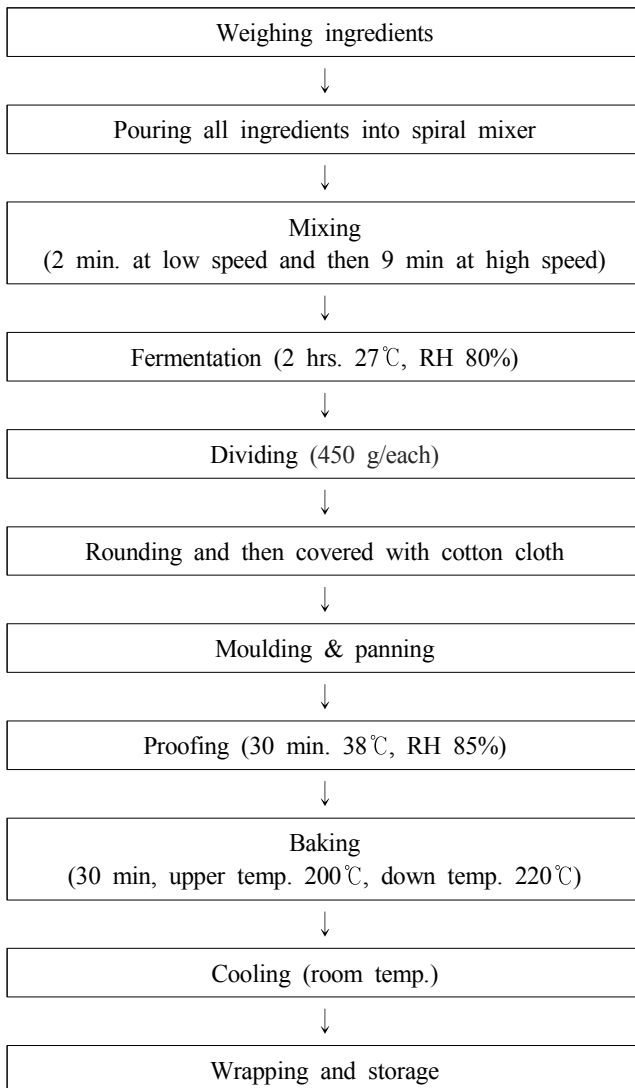 Weighing ingredients
↓
Pouring all ingredients into spiral mixer
↓
Mixing
(2 min. at low speed and then 9 min at high speed)
↓
Fermentation (2 hrs. 27℃, RH 80%)
↓
Dividing (450 g/each)
↓
Rounding and then covered with cotton cloth
↓
Moulding & panning
↓
Proofing (30 min. 38℃, RH 85%)
↓
Baking
(30 min, upper temp. 200℃, down temp. 220℃)
↓
Cooling (room temp.)
↓
Wrapping and storage